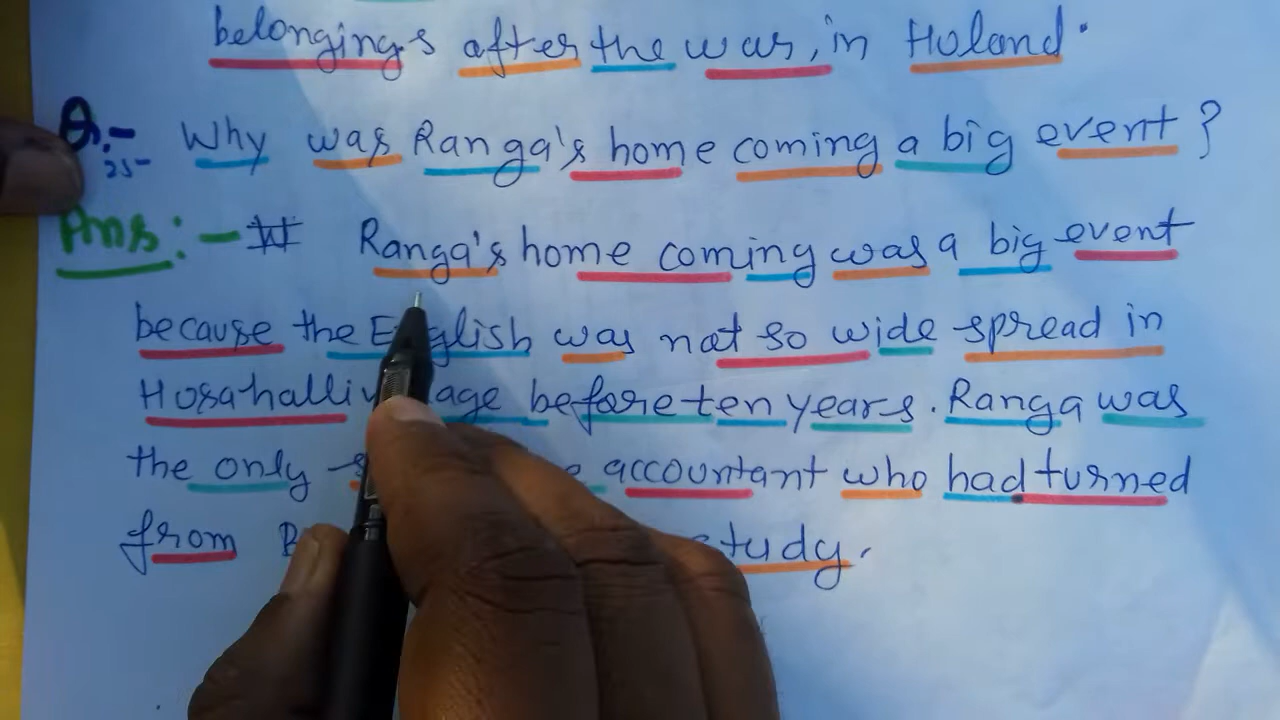 belongings after the war, in Holand.
Q:- Why was Ranga's home coming a big event?
25-
Ans:- Ranga's home coming was a big event
because the English was not so wide spread in
Hosahalli age before ten years. Ranga was
the only accountant who had turned
from study.